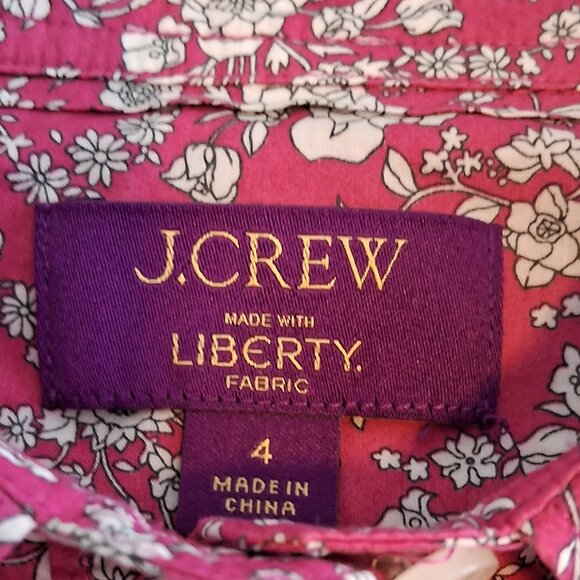 J.CREW
MADE WITH
LIBERTY.
FABRIC
4
MADE IN
CHINA